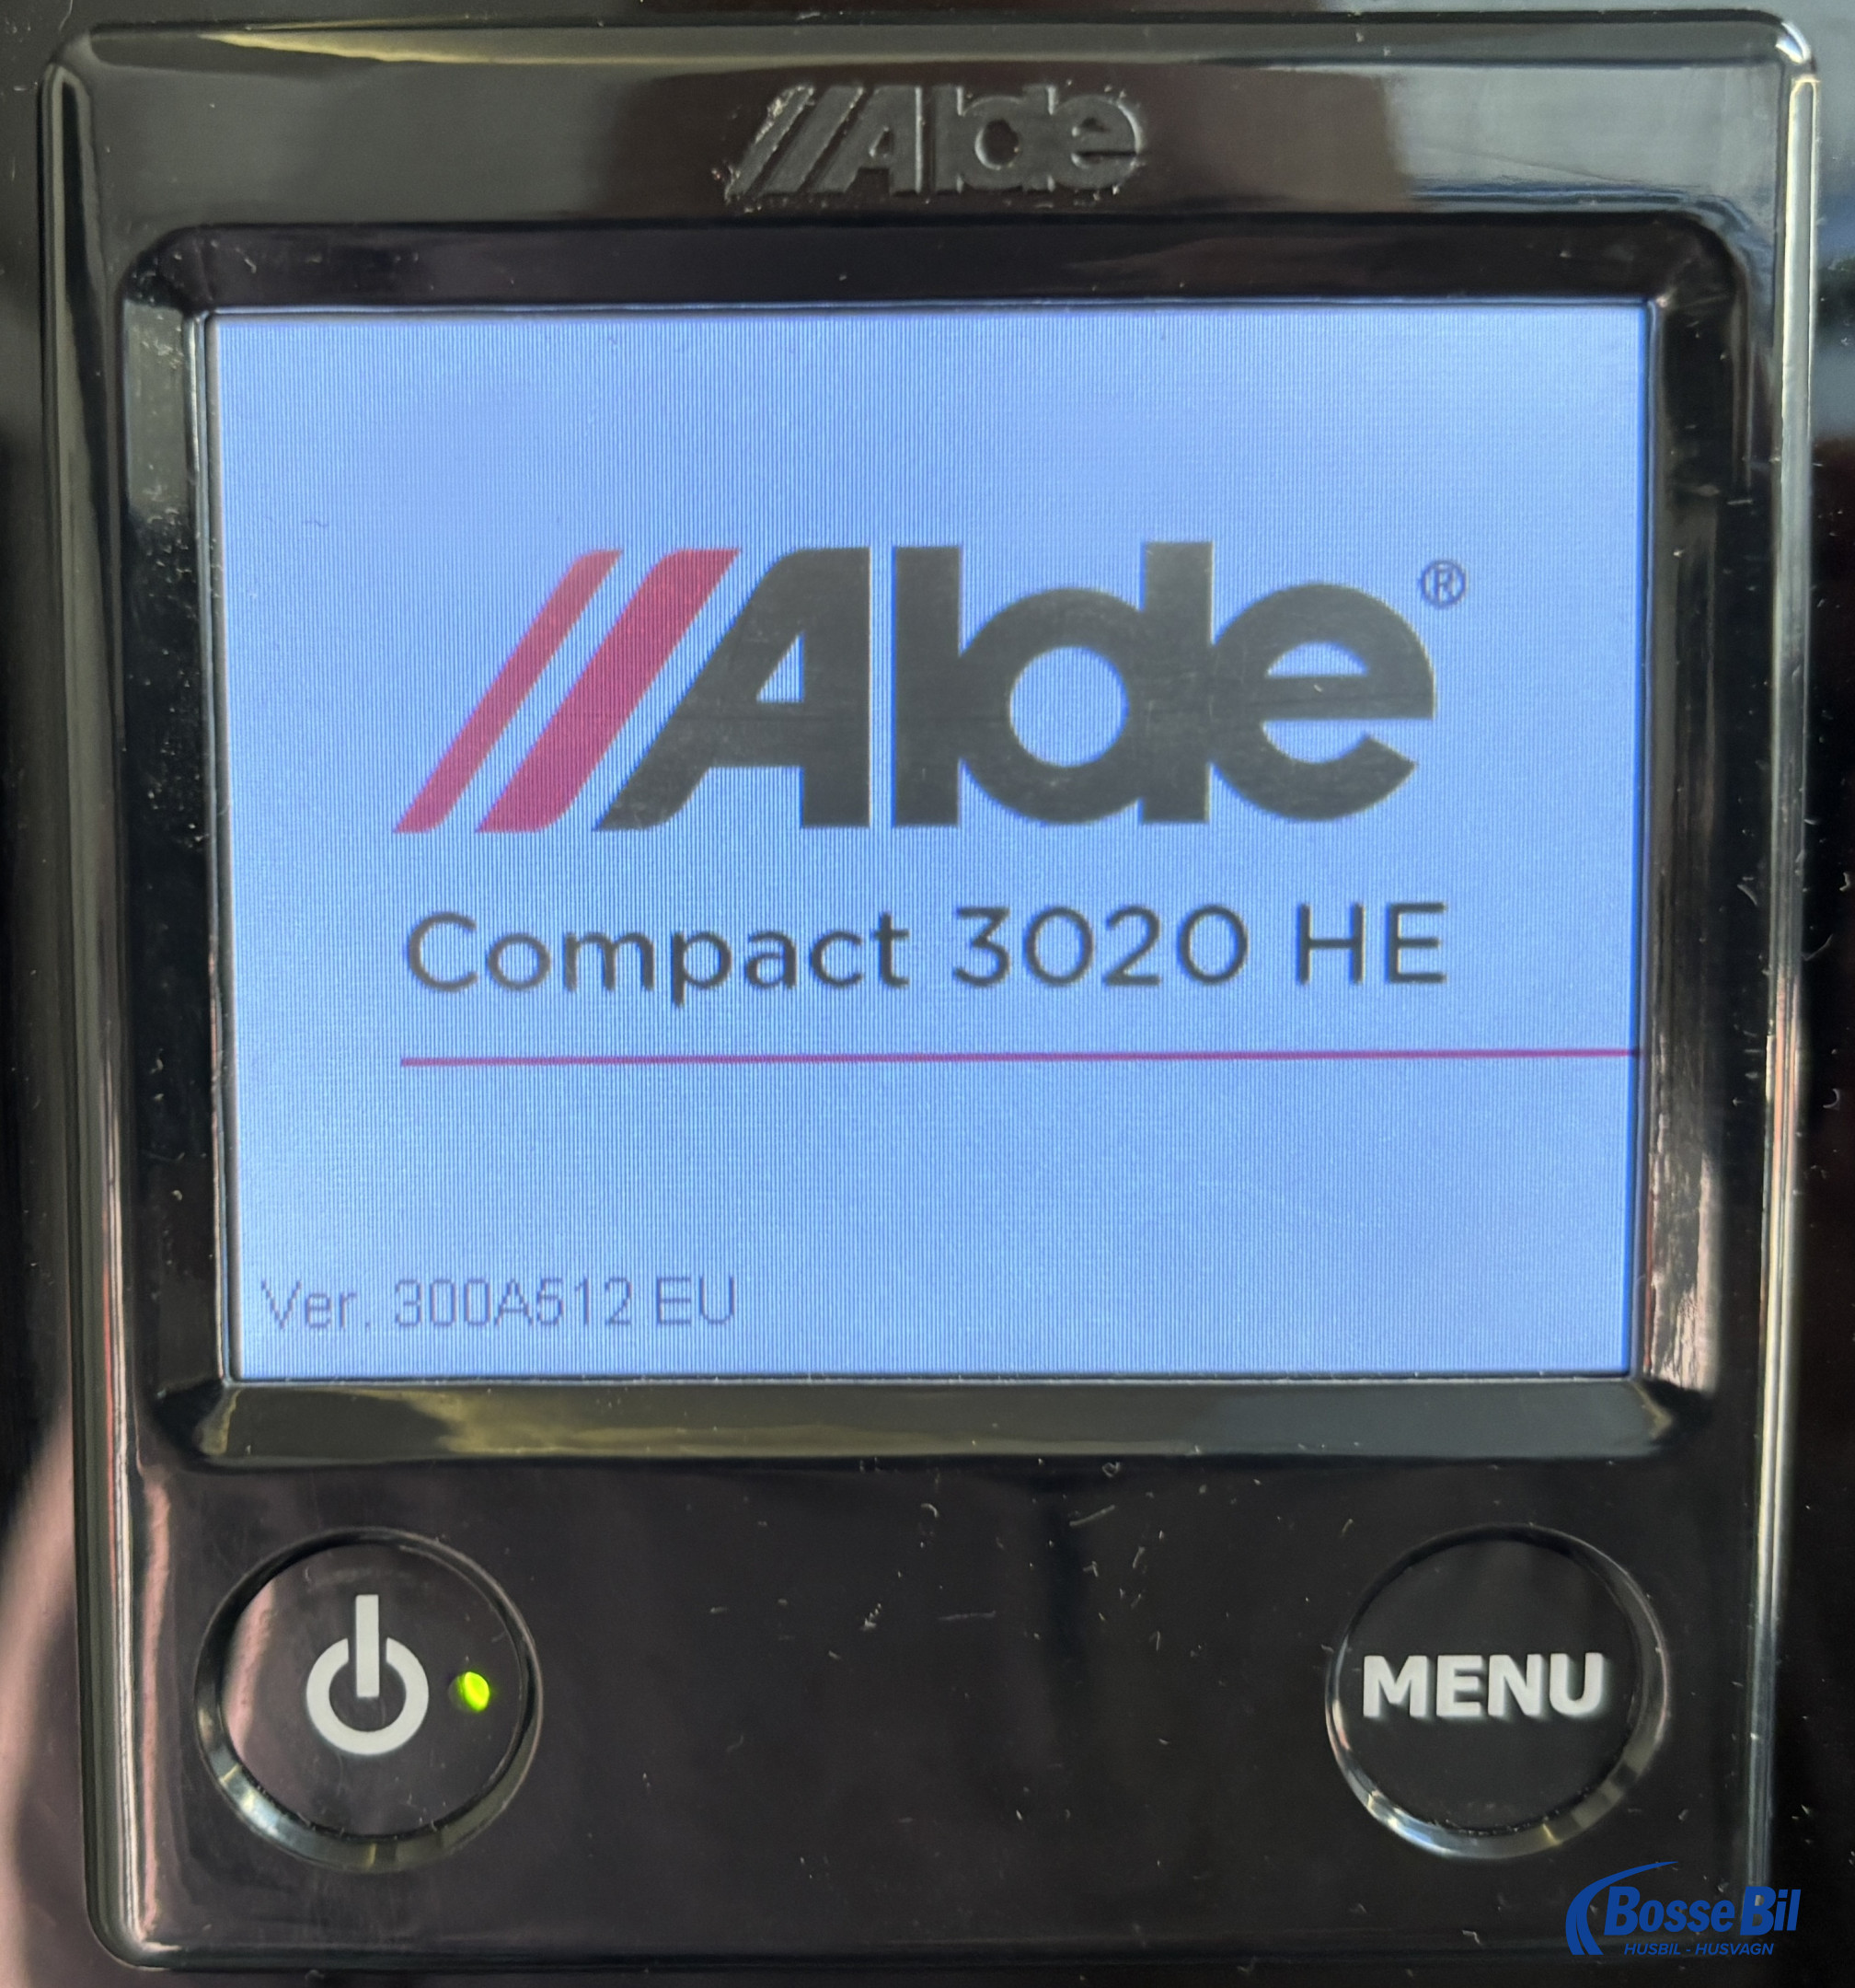 Alde
Alde®
Compact 3020 HE
Ver. 300A512 EU
MENU
Bosse Bil
HUSBIL - HUSVAGN